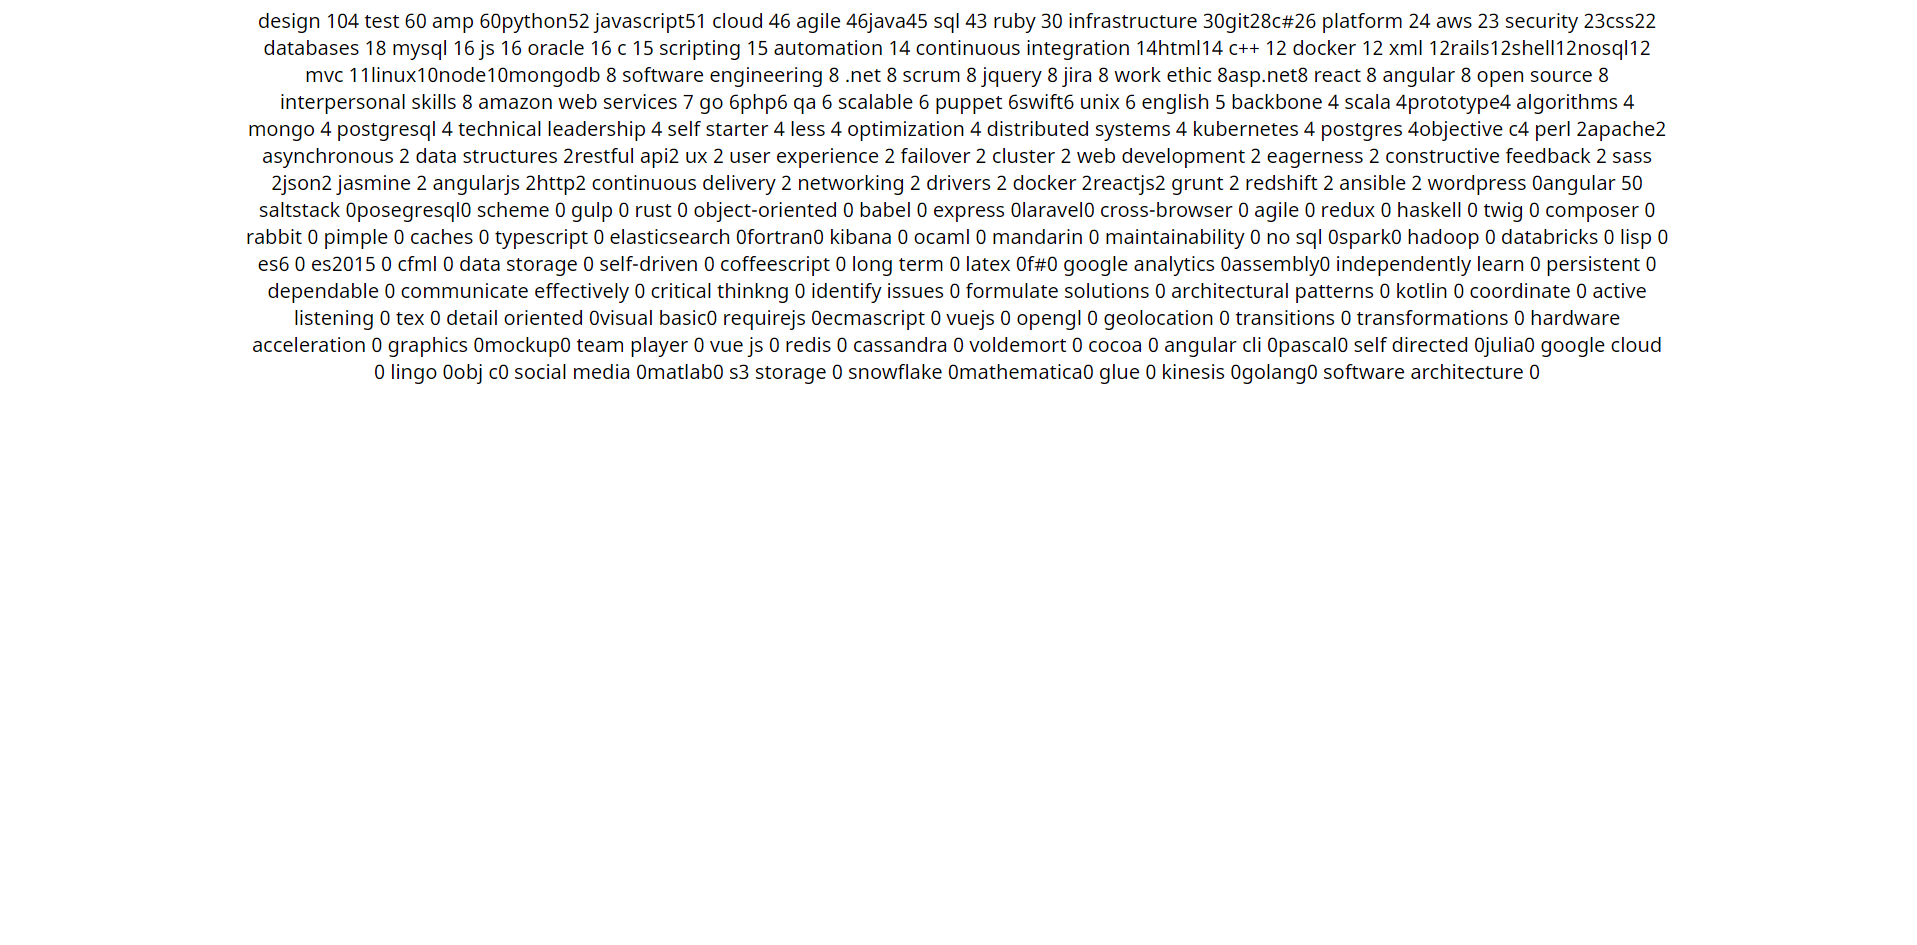 design 104 test 60 amp 60python52 javascript51 cloud 46 agile 46java45 sql 43 ruby 30 infrastructure 30git28c#26 platform 24 aws 23 security 23css22
databases 18 mysql 16 js 16 oracle 16 c 15 scripting 15 automation 14 continuous integration 14html14 c++ 12 docker 12 xml 12rails12shell12nosql12
mvc 11linux10node10mongodb 8 software engineering 8 .net 8 scrum 8 jquery 8 jira 8 work ethic 8asp.net8 react 8 angular 8 open source 8
interpersonal skills 8 amazon web services 7 go 6php6 qa 6 scalable 6 puppet 6swift6 unix 6 english 5 backbone 4 scala 4prototype4 algorithms 4
mongo 4 postgresql 4 technical leadership 4 self starter 4 less 4 optimization 4 distributed systems 4 kubernetes 4 postgres 4objective c4 perl 2apache2
asynchronous 2 data structures 2restful api2 ux 2 user experience 2 failover 2 cluster 2 web development 2 eagerness 2 constructive feedback 2 sass
2json2 jasmine 2 angularjs 2http2 continuous delivery 2 networking 2 drivers 2 docker 2reactjs2 grunt 2 redshift 2 ansible 2 wordpress 0angular 50
saltstack 0posegresql0 scheme 0 gulp 0 rust 0 object-oriented 0 babel 0 express 0laravel0 cross-browser 0 agile 0 redux 0 haskell 0 twig 0 composer 0
rabbit 0 pimple 0 caches 0 typescript 0 elasticsearch 0fortran0 kibana 0 ocaml 0 mandarin 0 maintainability 0 no sql 0spark0 hadoop 0 databricks 0 lisp 0
es6 0 es2015 0 cfml 0 data storage 0 self-driven 0 coffeescript 0 long term 0 latex 0f#0 google analytics 0assembly0 independently learn 0 persistent 0
dependable 0 communicate effectively 0 critical thinkng 0 identify issues 0 formulate solutions 0 architectural patterns 0 kotlin 0 coordinate 0 active
listening 0 tex 0 detail oriented 0visual basic0 requirejs 0ecmascript 0 vuejs 0 opengl 0 geolocation 0 transitions 0 transformations 0 hardware
acceleration 0 graphics 0mockup0 team player 0 vue js 0 redis 0 cassandra 0 voldemort 0 cocoa 0 angular cli 0pascal0 self directed 0julia0 google cloud
0 lingo 0obj c0 social media 0matlab0 s3 storage 0 snowflake 0mathematica0 glue 0 kinesis 0golang0 software architecture 0